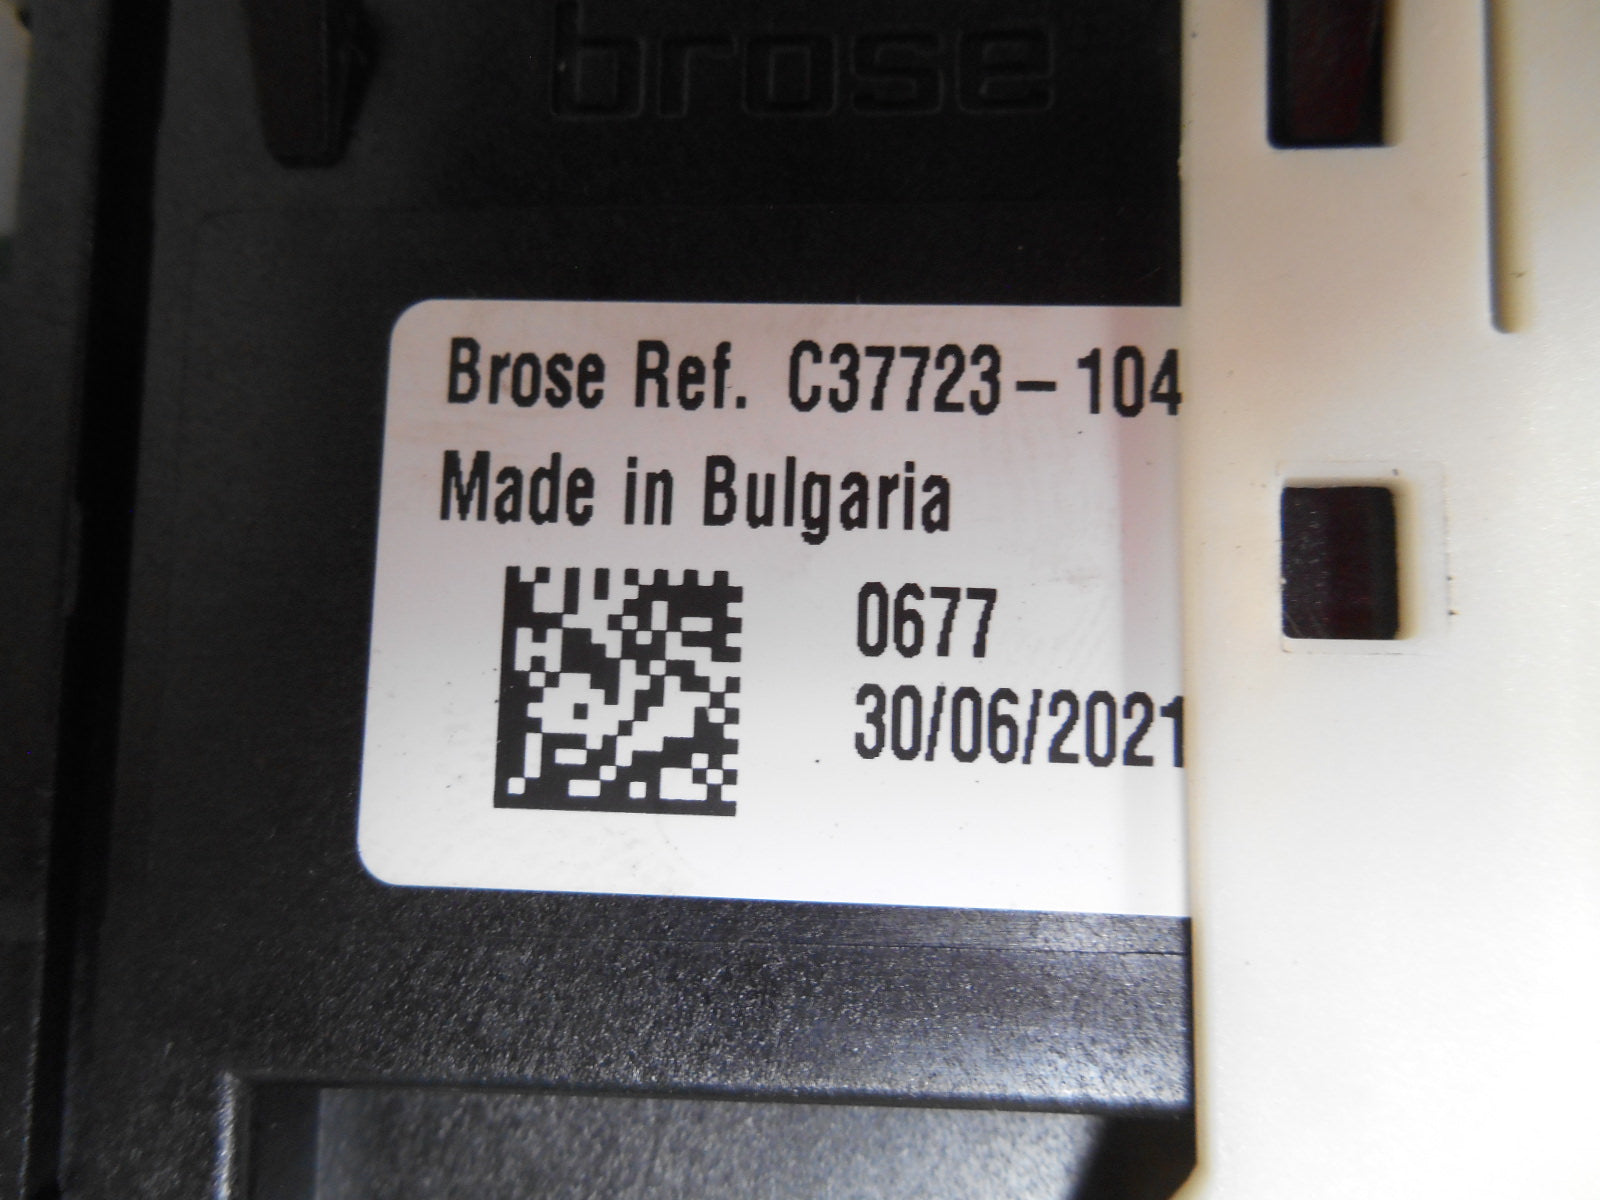 brose
Brose Ref. C37723-104
Made in Bulgaria
0677
30/06/2021